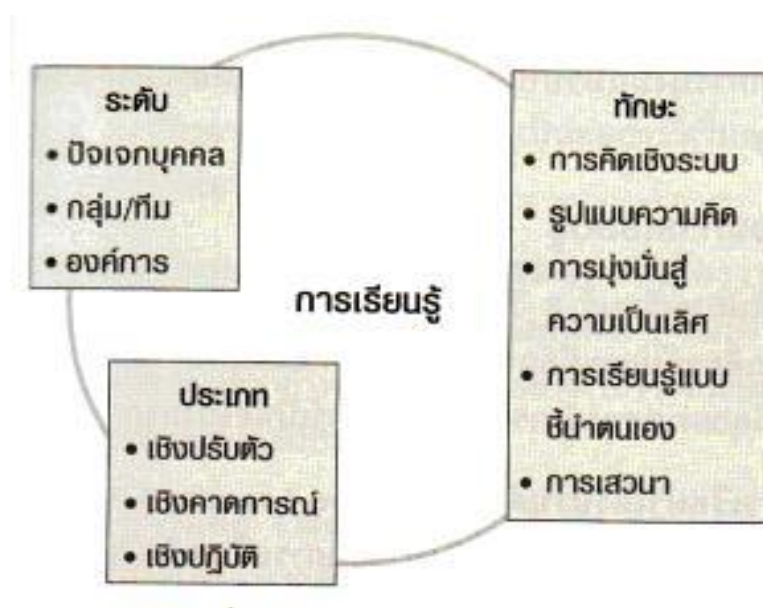 ระดับ
• ปัจเจกบุคคล
• กลุ่ม/ทีม
• องค์การ
การเรียนรู้
ประเภท
• เชิงปรับตัว
• เชิงคาดการณ์
• เชิงปฏิบัติ
ทักษะ
• การคิดเชิงระบบ
• รูปแบบความคิด
• การมุ่งมั่นสู่
ความเป็นเลิศ
• การเรียนรู้แบบ
ชี้นำตนเอง
• การเสวนา